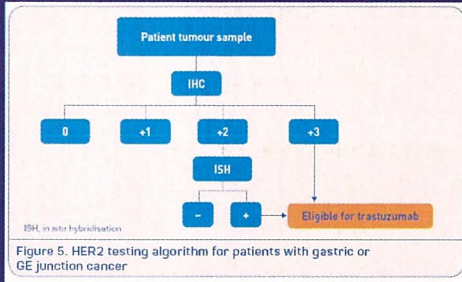 Patient tumour sample
IHC
0 +1 +2 +3
ISH
– + Eligible for trastuzumab
ISH, in situ hybridisation
Figure 5. HER2 testing algorithm for patients with gastric or
GE junction cancer